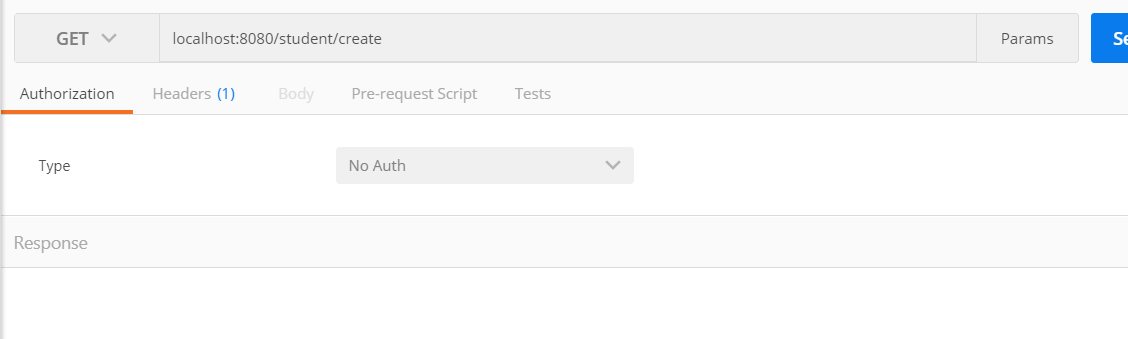 GET localhost:8080/student/create Params
Authorization Headers (1) Body Pre-request Script Tests
Type No Auth
Response